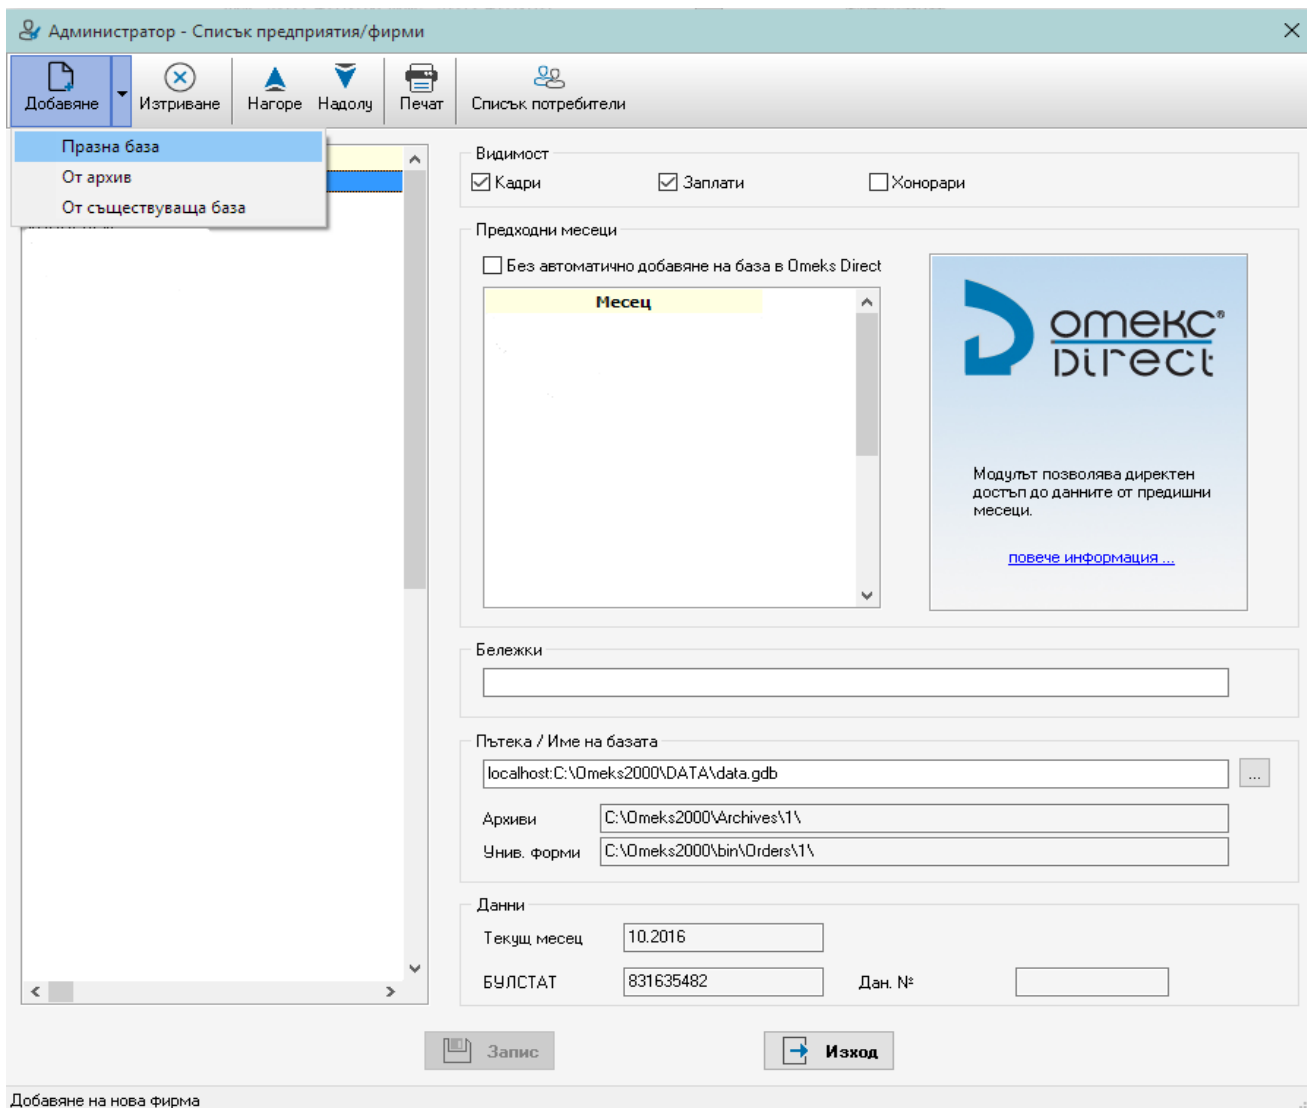 Администратор - Списък предприятия/фирми
Добавяне
Изтриване
Нагоре
Надолу
Печат
Списък потребители
Празна база
От архив
От съществуваща база
Видимост
Кадри
Заплати
Хонорари
Предходни месеци
Без автоматично добавяне на база в Omeks Direct
Месец
омекс®
Direct
Модулът позволява директен
достъп до данните от предишни
месеци.
повече информация ...
Бележки
Пътека / Име на базата
localhost:C:\Omeks2000\DATA\data.gdb
...
Архиви
C:\Omeks2000\Archives\1\
Унив. форми
C:\Omeks2000\bin\Orders\1\
Данни
Текущ месец
10.2016
БУЛСТАТ
831635482
Дан. №
Запис
Изход
Добавяне на нова фирма